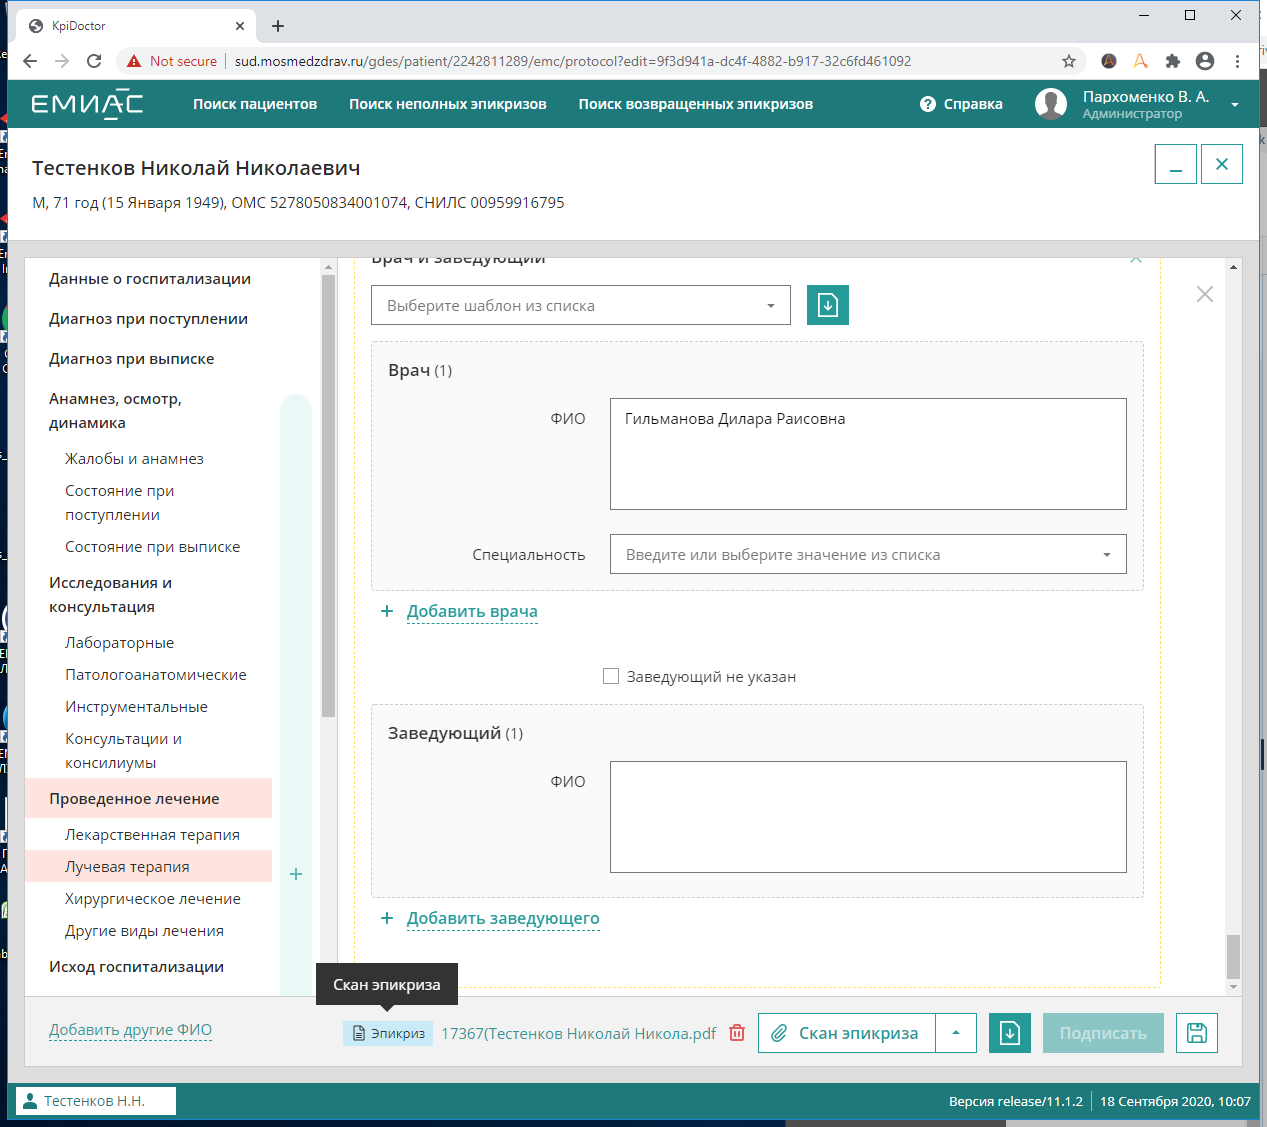 KpiDoctor
Not secure
sud.mosmedzdrav.ru/gdes/patient/2242811289/emc/protocol?edit=9f3d941a-dc4f-4882-b917-32c6fd461092
ЕМИАС
Поиск пациентов
Поиск неполных эпикризов
Поиск возвращенных эпикризов
Справка
Пархоменко В. А.
Администратор
Тестенков Николай Николаевич
М, 71 год (15 Января 1949), ОМС 5278050834001074, СНИЛС 00959916795
Данные о госпитализации
Диагноз при поступлении
Диагноз при выписке
Анамнез, осмотр,
динамика
Жалобы и анамнез
Состояние при
поступлении
Состояние при выписке
Исследования и
консультация
Лабораторные
Патологоанатомические
Инструментальные
Консультации и
консилиумы
Проведенное лечение
Лекарственная терапия
Лучевая терапия
Хирургическое лечение
Другие виды лечения
Исход госпитализации
Врач и заведующий
Выберите шаблон из списка
Врач (1)
ФИО
Гильманова Дилара Раисовна
Специальность
Введите или выберите значение из списка
+ Добавить врача
Заведующий не указан
Заведующий (1)
ФИО
+ Добавить заведующего
Скан эпикриза
Добавить другие ФИО
Эпикриз
17367(Тестенков Николай Никола.pdf
Скан эпикриза
Подписать
Тестенков Н.Н.
Версия release/11.1.2
18 Сентября 2020, 10:07